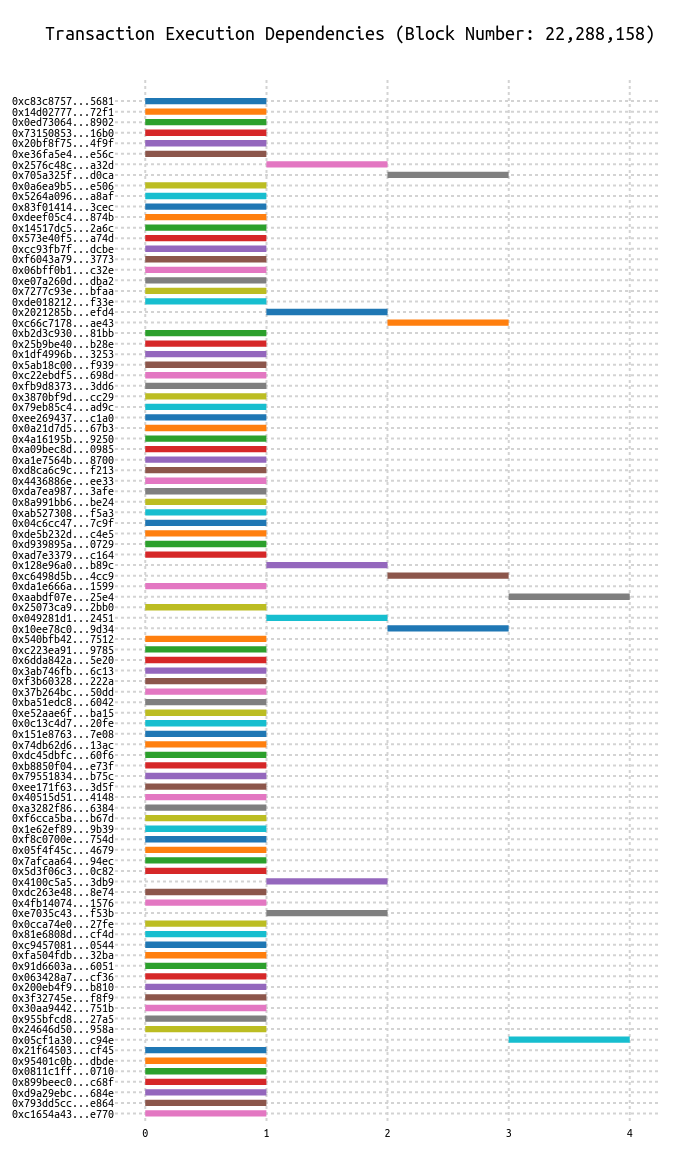 Transaction Execution Dependencies (Block Number: 22,288,158)
0xc83c8757...5681
0x14d02777...72f1
0x0ed73064...8902
0x73150853...16b0
0x20bf8f75...4f9f
0xe36fa5e4...e56c
0x2576c48c...a32d
0x705a325f...d0ca
0x0a6ea9b5...e506
0x5264a096...a8af
0x83f01414...3cec
0xdeef05c4...874b
0x14517dc5...2a6c
0x573e40f5...a74d
0xcc93fb7f...dcbe
0xf6043a79...3773
0x06bff0b1...c32e
0xe07a260d...dba2
0x7277c93e...bfaa
0xde018212...f33e
0x2021285b...efd4
0xc66c7178...ae43
0xb2d3c930...81bb
0x25b9be40...b28e
0x1df4996b...3253
0x5ab18c00...f939
0xc22ebdf5...698d
0xfb9d8373...3dd6
0x3870bf9d...cc29
0x79eb85c4...ad9c
0xee269437...c1a0
0x0a21d7d5...67b3
0x4a16195b...9250
0xa09bec8d...0985
0xa1e7564b...8700
0xd8ca6c9c...f213
0x4436886e...ee33
0xda7ea987...3afe
0x8a991bb6...be24
0xab527308...f5a3
0x04c6cc47...7c9f
0xde5b232d...c4e5
0xd939895a...0729
0xad7e3379...c164
0x128e96a0...b89c
0xc6498d5b...4cc9
0xda1e666a...1599
0xaabdf07e...25e4
0x25073ca9...2bb0
0x049281d1...2451
0x10ee78c0...9d34
0x540bfb42...7512
0xc223ea91...9785
0x6dda842a...5e20
0x3ab746fb...6c13
0xf3b60328...222a
0x37b264bc...50dd
0xba51edc8...6042
0xe52aae6f...ba15
0x0c13c4d7...20fe
0x151e8763...7e08
0x74db62d6...13ac
0xdc45dbfc...60f6
0xb8850f04...e73f
0x79551834...b75c
0xee171f63...3d5f
0x40515d51...4148
0xa3282f86...6384
0xf6cca5ba...b67d
0x1e62ef89...9b39
0xf8c0700e...754d
0x05f4f45c...4679
0x7afcaa64...94ec
0x5d3f06c3...0c82
0x4100c5a5...3db9
0xdc263e48...8e74
0x4fb14074...1576
0xe7035c43...f53b
0x0cca74e0...27fe
0x81e6808d...cf4d
0xc9457081...0544
0xfa504fdb...32ba
0x91d6603a...6051
0x063428a7...cf36
0x200eb4f9...b810
0x3f32745e...f8f9
0x30aa9442...751b
0x955bfcd8...27a5
0x24646d50...958a
0x05cf1a30...c94e
0x21f64503...cf45
0x95401c0b...dbde
0x0811c1ff...0710
0x899beec0...c68f
0xd9a29ebc...684e
0x793dd5cc...e864
0xc1654a43...e770
0 1 2 3 4